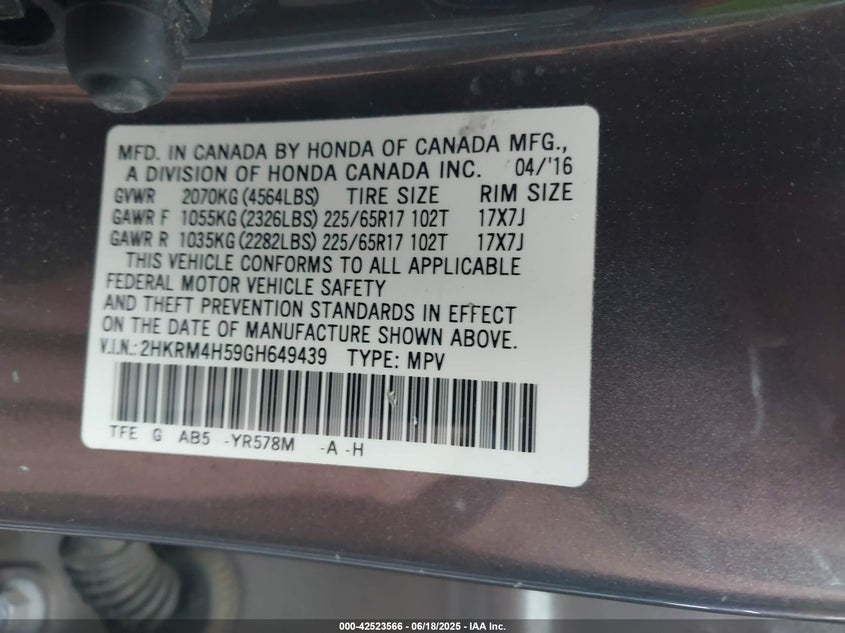 MFD. IN CANADA BY HONDA OF CANADA MFG.,
A DIVISION OF HONDA CANADA INC. 04/'16
GVWR 2070KG(4564LBS) TIRE SIZE RIM SIZE
GAWR F 1055KG(2326LBS) 225/65R17 102T 17X7J
GAWR R 1035KG(2282LBS) 225/65R17 102T 17X7J
THIS VEHICLE CONFORMS TO ALL APPLICABLE
FEDERAL MOTOR VEHICLE SAFETY
AND THEFT PREVENTION STANDARDS IN EFFECT
ON THE DATE OF MANUFACTURE SHOWN ABOVE.
V.I.N.:2HKRM4H59GH649439 TYPE: MPV
TFE G AB5 -YR578M -A -H
000-42523566 - 06/18/2025 - IAA Inc.